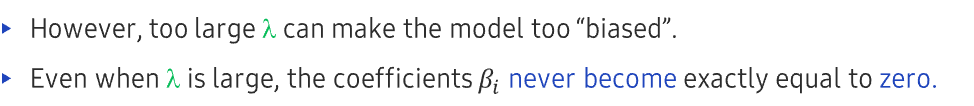 ▸ However, too large λ can make the model too “biased”.
▸ Even when λ is large, the coefficients βᵢ never become exactly equal to zero.